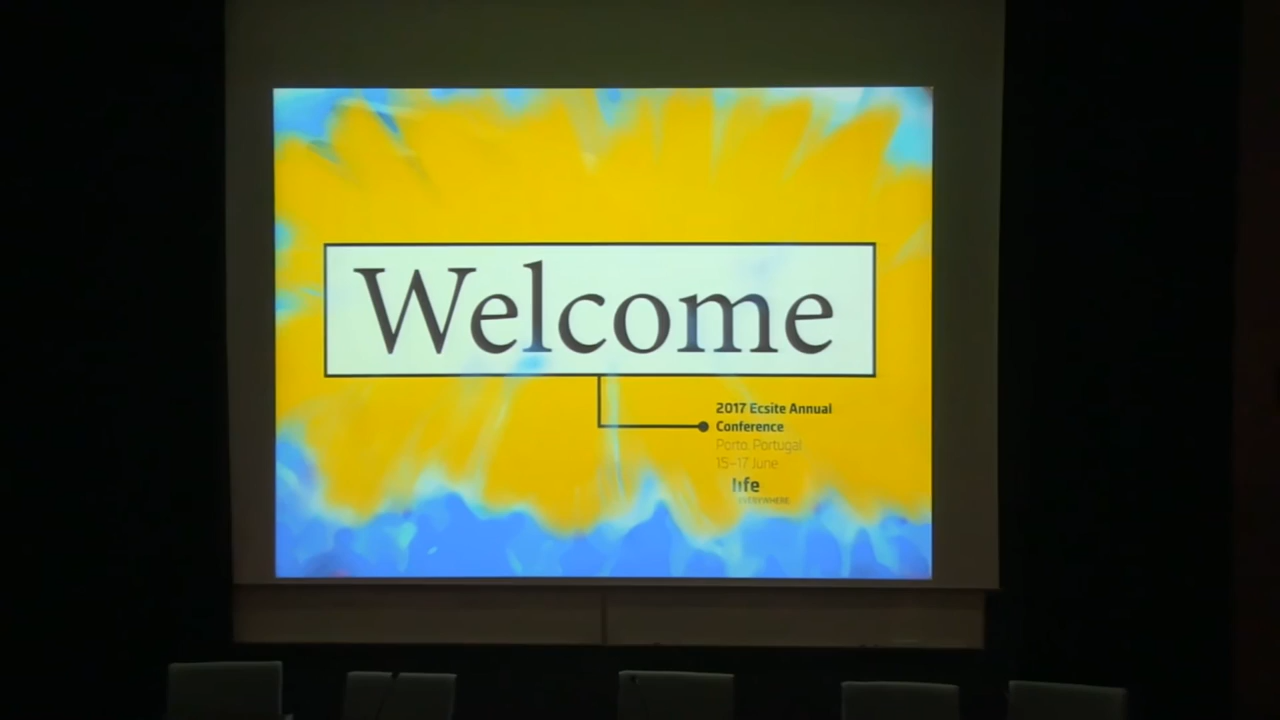 Welcome
2017 Ecsite Annual
Conference
Porto, Portugal
15–17 June
life
EVERYWHERE